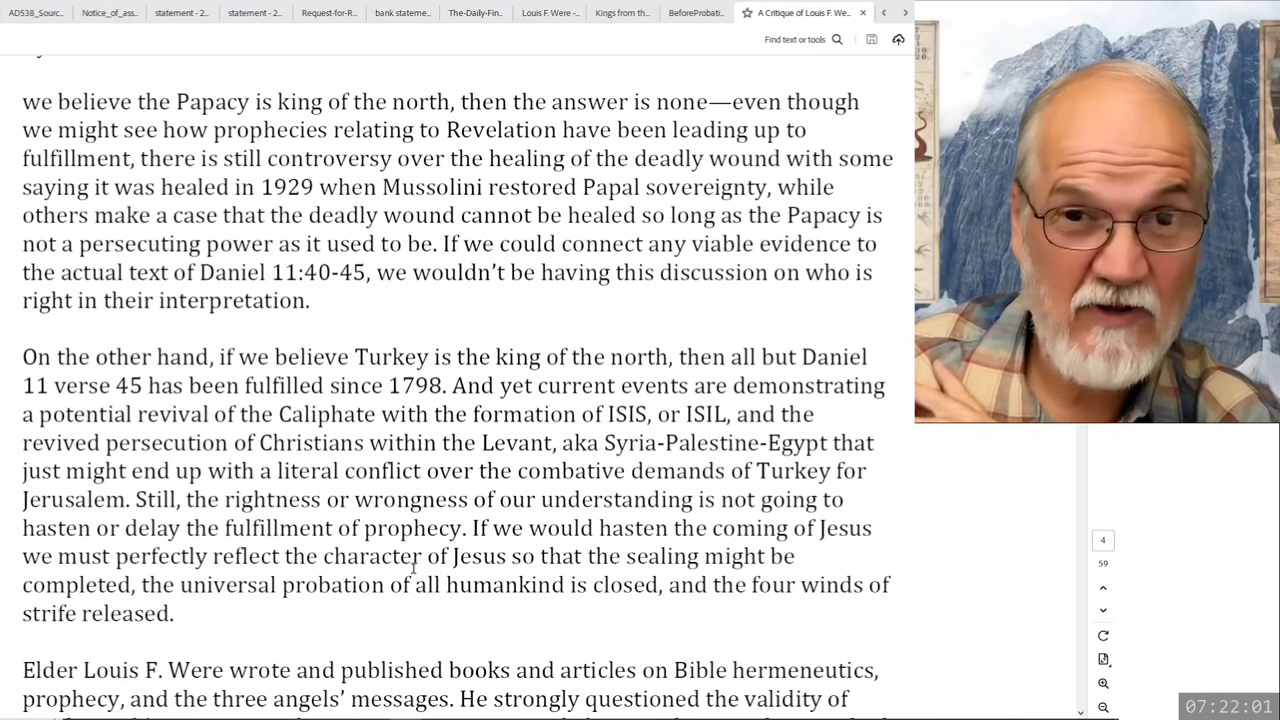 AD538_Sourc...
Notice_of_ass...
statement - 2...
statement - 2...
Request-for-R...
bank stateme...
The-Daily-Fin...
Louis F. Were -...
Kings from th...
BeforeProbati...
A Critique of Louis F. We...
Find text or tools
we believe the Papacy is king of the north, then the answer is none—even though
we might see how prophecies relating to Revelation have been leading up to
fulfillment, there is still controversy over the healing of the deadly wound with some
saying it was healed in 1929 when Mussolini restored Papal sovereignty, while
others make a case that the deadly wound cannot be healed so long as the Papacy is
not a persecuting power as it used to be. If we could connect any viable evidence to
the actual text of Daniel 11:40-45, we wouldn't be having this discussion on who is
right in their interpretation.
On the other hand, if we believe Turkey is the king of the north, then all but Daniel
11 verse 45 has been fulfilled since 1798. And yet current events are demonstrating
a potential revival of the Caliphate with the formation of ISIS, or ISIL, and the
revived persecution of Christians within the Levant, aka Syria-Palestine-Egypt that
just might end up with a literal conflict over the combative demands of Turkey for
Jerusalem. Still, the rightness or wrongness of our understanding is not going to
hasten or delay the fulfillment of prophecy. If we would hasten the coming of Jesus
we must perfectly reflect the character of Jesus so that the sealing might be
completed, the universal probation of all humankind is closed, and the four winds of
strife released.
Elder Louis F. Were wrote and published books and articles on Bible hermeneutics,
prophecy, and the three angels' messages. He strongly questioned the validity of
4
59
07:22:01